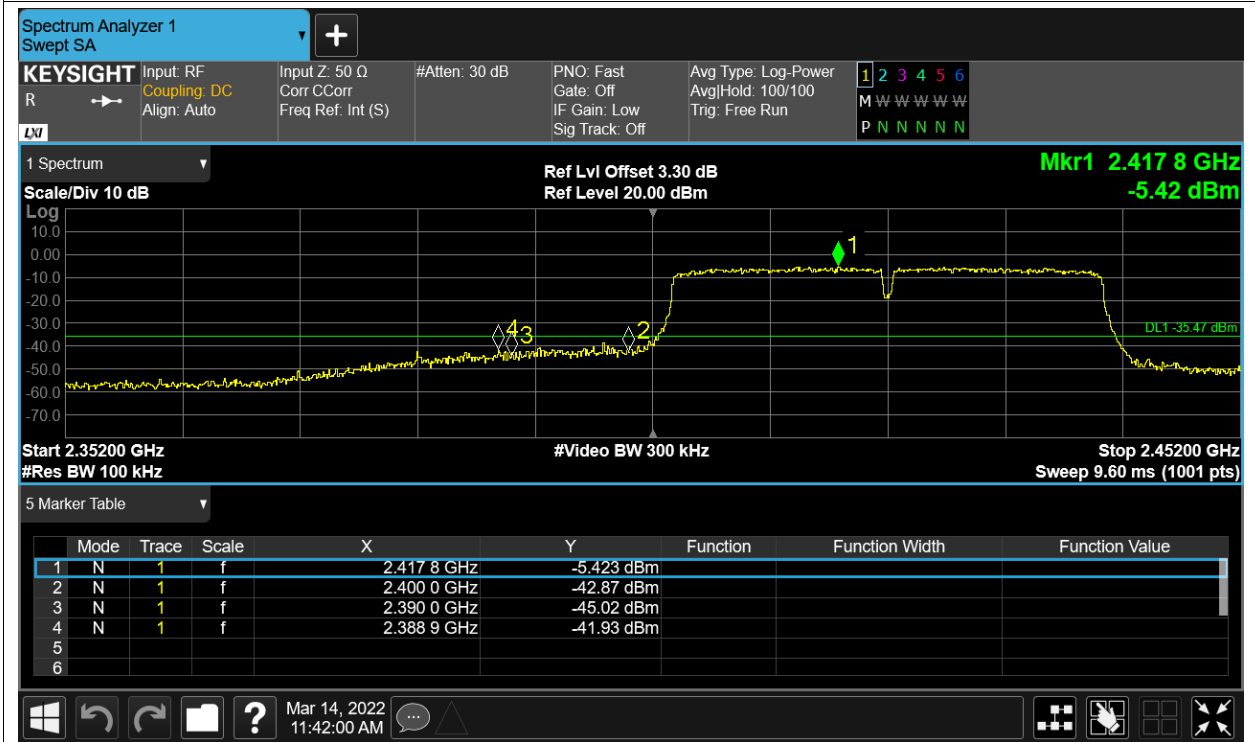 Spectrum Analyzer 1
Swept SA
KEYSIGHT
R
LXI
Input: RF
Coupling: DC
Align: Auto
Input Z: 50 Ω
Corr CCorr
Freq Ref: Int (S)
#Atten: 30 dB
PNO: Fast
Gate: Off
IF Gain: Low
Sig Track: Off
Avg Type: Log-Power
Avg|Hold: 100/100
Trig: Free Run
1 2 3 4 5 6
M W W W W W
P N N N N N
1 Spectrum
Scale/Div 10 dB
Ref Lvl Offset 3.30 dB
Ref Level 20.00 dBm
Mkr1 2.417 8 GHz
-5.42 dBm
Log
10.0
0.00
-10.0
-20.0
-30.0
-40.0
-50.0
-60.0
-70.0
1
4 3 2
DL1 -35.47 dBm
Start 2.35200 GHz #Video BW 300 kHz Stop 2.45200 GHz
#Res BW 100 kHz Sweep 9.60 ms (1001 pts)
5 Marker Table
Mode Trace Scale X Y Function Function Width Function Value
1 N 1 f 2.417 8 GHz -5.423 dBm
2 N 1 f 2.400 0 GHz -42.87 dBm
3 N 1 f 2.390 0 GHz -45.02 dBm
4 N 1 f 2.388 9 GHz -41.93 dBm
5
6
? Mar 14, 2022
11:42:00 AM